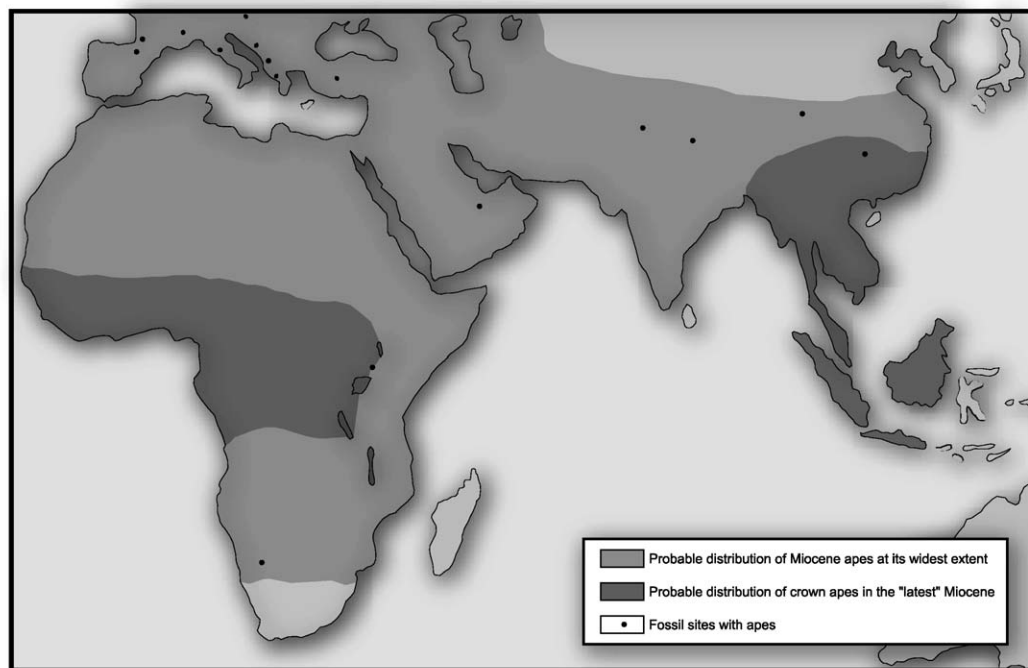 Probable distribution of Miocene apes at its widest extent
Probable distribution of crown apes in the "latest" Miocene
Fossil sites with apes